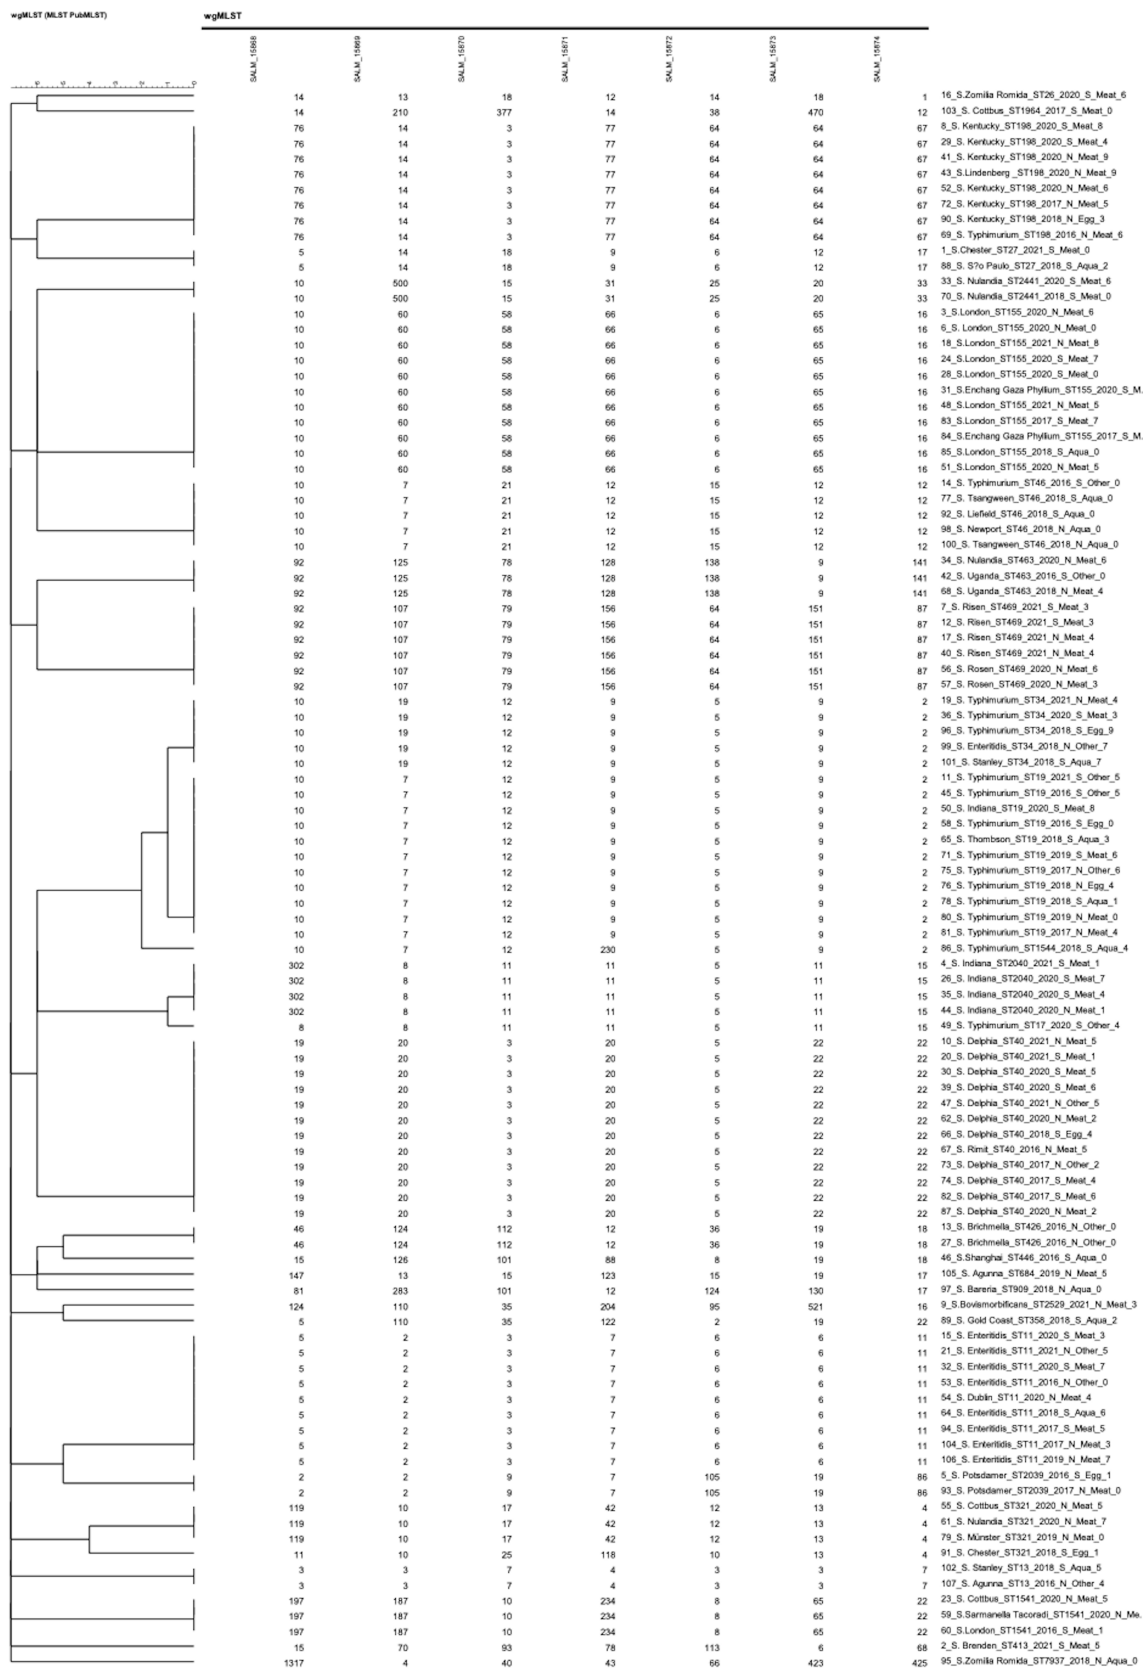 wgMLST (MLST PubMLST)
wgMLST
SALM_15868 SALM_15869 SALM_15870 SALM_15871 SALM_15872 SALM_15873 SALM_15874
14 13 18 12 14 18 1 16_S.Zomilia Romida_ST26_2020_S_Meat_6
14 210 377 14 38 470 12 103_S. Cottbus_ST1964_2017_S_Meat_0
76 14 3 77 64 64 67 8_S. Kentucky_ST198_2020_S_Meat_8
76 14 3 77 64 64 67 29_S. Kentucky_ST198_2020_S_Meat_4
76 14 3 77 64 64 67 41_S. Kentucky_ST198_2020_N_Meat_9
76 14 3 77 64 64 67 43_S.Lindenberg _ST198_2020_N_Meat_9
76 14 3 77 64 64 67 52_S. Kentucky_ST198_2020_N_Meat_6
76 14 3 77 64 64 67 72_S. Kentucky_ST198_2017_N_Meat_5
76 14 3 77 64 64 67 90_S. Kentucky_ST198_2018_N_Egg_3
76 14 3 77 64 64 67 69_S. Typhimurium_ST198_2016_N_Meat_6
5 14 18 9 6 12 17 1_S.Chester_ST27_2021_S_Meat_0
5 14 18 9 6 12 17 88_S. S?o Paulo_ST27_2018_S_Aqua_2
10 500 15 31 25 20 33 33_S. Nulandia_ST2441_2020_S_Meat_6
10 500 15 31 25 20 33 70_S. Nulandia_ST2441_2018_S_Meat_0
10 60 58 66 6 65 16 3_S.London_ST155_2020_N_Meat_6
10 60 58 66 6 65 16 6_S. London_ST155_2020_N_Meat_0
10 60 58 66 6 65 16 18_S.London_ST155_2021_N_Meat_8
10 60 58 66 6 65 16 24_S.London_ST155_2020_S_Meat_7
10 60 58 66 6 65 16 28_S.London_ST155_2020_S_Meat_0
10 60 58 66 6 65 16 31_S.Enchang Gaza Phyllium_ST155_2020_S_M.
10 60 58 66 6 65 16 48_S.London_ST155_2021_N_Meat_5
10 60 58 66 6 65 16 83_S.London_ST155_2017_S_Meat_7
10 60 58 66 6 65 16 84_S.Enchang Gaza Phyllium_ST155_2017_S_M.
10 60 58 66 6 65 16 85_S.London_ST155_2018_S_Aqua_0
10 60 58 66 6 65 16 51_S.London_ST155_2020_N_Meat_5
10 7 21 12 15 12 12 14_S. Typhimurium_ST46_2016_S_Other_0
10 7 21 12 15 12 12 77_S. Tsangween_ST46_2018_S_Aqua_0
10 7 21 12 15 12 12 92_S. Liefield_ST46_2018_S_Aqua_0
10 7 21 12 15 12 12 98_S. Newport_ST46_2018_N_Aqua_0
10 7 21 12 15 12 12 100_S. Tsangween_ST46_2018_N_Aqua_0
92 125 78 128 138 9 141 34_S. Nulandia_ST463_2020_N_Meat_6
92 125 78 128 138 9 141 42_S. Uganda_ST463_2016_S_Other_0
92 125 78 128 138 9 141 68_S. Uganda_ST463_2018_N_Meat_4
92 107 79 156 64 151 87 7_S. Risen_ST469_2021_S_Meat_3
92 107 79 156 64 151 87 12_S. Risen_ST469_2021_S_Meat_3
92 107 79 156 64 151 87 17_S. Risen_ST469_2021_N_Meat_4
92 107 79 156 64 151 87 40_S. Risen_ST469_2021_N_Meat_4
92 107 79 156 64 151 87 56_S. Rosen_ST469_2020_N_Meat_6
92 107 79 156 64 151 87 57_S. Rosen_ST469_2020_N_Meat_3
10 19 12 9 5 9 2 19_S. Typhimurium_ST34_2021_N_Meat_4
10 19 12 9 5 9 2 36_S. Typhimurium_ST34_2020_S_Meat_3
10 19 12 9 5 9 2 96_S. Typhimurium_ST34_2018_S_Egg_9
10 19 12 9 5 9 2 99_S. Enteritidis_ST34_2018_N_Other_7
10 19 12 9 5 9 2 101_S. Stanley_ST34_2018_S_Aqua_7
10 7 12 9 5 9 2 11_S. Typhimurium_ST19_2021_S_Other_5
10 7 12 9 5 9 2 45_S. Typhimurium_ST19_2016_S_Other_5
10 7 12 9 5 9 2 50_S. Indiana_ST19_2020_S_Meat_8
10 7 12 9 5 9 2 58_S. Typhimurium_ST19_2016_S_Egg_0
10 7 12 9 5 9 2 65_S. Thombson_ST19_2018_S_Aqua_3
10 7 12 9 5 9 2 71_S. Typhimurium_ST19_2019_S_Meat_6
10 7 12 9 5 9 2 75_S. Typhimurium_ST19_2017_N_Other_6
10 7 12 9 5 9 2 76_S. Typhimurium_ST19_2018_N_Egg_4
10 7 12 9 5 9 2 78_S. Typhimurium_ST19_2018_S_Aqua_1
10 7 12 9 5 9 2 80_S. Typhimurium_ST19_2019_N_Meat_0
10 7 12 9 5 9 2 81_S. Typhimurium_ST19_2017_N_Meat_4
10 7 12 230 5 9 2 86_S. Typhimurium_ST1544_2018_S_Aqua_4
302 8 11 11 5 11 15 4_S. Indiana_ST2040_2021_S_Meat_1
302 8 11 11 5 11 15 26_S. Indiana_ST2040_2020_S_Meat_7
302 8 11 11 5 11 15 35_S. Indiana_ST2040_2020_S_Meat_4
302 8 11 11 5 11 15 44_S. Indiana_ST2040_2020_N_Meat_1
8 8 11 11 5 11 15 49_S. Typhimurium_ST17_2020_S_Other_4
19 20 3 20 5 22 22 10_S. Delphia_ST40_2021_N_Meat_5
19 20 3 20 5 22 22 20_S. Delphia_ST40_2021_S_Meat_1
19 20 3 20 5 22 22 30_S. Delphia_ST40_2020_S_Meat_5
19 20 3 20 5 22 22 39_S. Delphia_ST40_2020_S_Meat_6
19 20 3 20 5 22 22 47_S. Delphia_ST40_2021_N_Other_5
19 20 3 20 5 22 22 62_S. Delphia_ST40_2020_N_Meat_2
19 20 3 20 5 22 22 66_S. Delphia_ST40_2018_S_Egg_4
19 20 3 20 5 22 22 67_S. Rimit_ST40_2016_N_Meat_5
19 20 3 20 5 22 22 73_S. Delphia_ST40_2017_N_Other_2
19 20 3 20 5 22 22 74_S. Delphia_ST40_2017_S_Meat_4
19 20 3 20 5 22 22 82_S. Delphia_ST40_2017_S_Meat_6
19 20 3 20 5 22 22 87_S. Delphia_ST40_2020_N_Meat_2
46 124 112 12 36 19 18 13_S. Brichmella_ST426_2016_N_Other_0
46 124 112 12 36 19 18 27_S. Brichmella_ST426_2016_N_Other_0
15 126 101 88 8 19 18 46_S.Shanghai_ST446_2016_S_Aqua_0
147 13 15 123 15 19 17 105_S. Agunna_ST684_2019_N_Meat_5
81 283 101 12 124 130 17 97_S. Bareria_ST909_2018_N_Aqua_0
124 110 35 204 95 521 16 9_S.Bovismorbificans_ST2529_2021_N_Meat_3
5 110 35 122 2 19 22 89_S. Gold Coast_ST358_2018_S_Aqua_2
5 2 3 7 6 6 11 15_S. Enteritidis_ST11_2020_S_Meat_3
5 2 3 7 6 6 11 21_S. Enteritidis_ST11_2021_N_Other_5
5 2 3 7 6 6 11 32_S. Enteritidis_ST11_2020_S_Meat_7
5 2 3 7 6 6 11 53_S. Enteritidis_ST11_2016_N_Other_0
5 2 3 7 6 6 11 54_S. Dublin_ST11_2020_N_Meat_4
5 2 3 7 6 6 11 64_S. Enteritidis_ST11_2018_S_Aqua_6
5 2 3 7 6 6 11 94_S. Enteritidis_ST11_2017_S_Meat_5
5 2 3 7 6 6 11 104_S. Enteritidis_ST11_2017_N_Meat_3
5 2 3 7 6 6 11 106_S. Enteritidis_ST11_2019_N_Meat_7
2 2 9 7 105 19 86 5_S. Potsdamer_ST2039_2016_S_Egg_1
2 2 9 7 105 19 86 93_S. Potsdamer_ST2039_2017_N_Meat_0
119 10 17 42 12 13 4 55_S. Cottbus_ST321_2020_N_Meat_5
119 10 17 42 12 13 4 61_S. Nulandia_ST321_2020_N_Meat_7
119 10 17 42 12 13 4 79_S. Münster_ST321_2019_N_Meat_0
11 10 25 118 10 13 4 91_S. Chester_ST321_2018_S_Egg_1
3 3 7 4 3 3 7 102_S. Stanley_ST13_2018_S_Aqua_5
3 3 7 4 3 3 7 107_S. Agunna_ST13_2016_N_Other_4
197 187 10 234 8 65 22 23_S. Cottbus_ST1541_2020_N_Meat_5
197 187 10 234 8 65 22 59_S.Sarmanella Tacoradi_ST1541_2020_N_Me.
197 187 10 234 8 65 22 60_S.London_ST1541_2016_S_Meat_1
15 70 93 78 113 6 68 2_S. Brenden_ST413_2021_S_Meat_5
1317 4 40 43 66 423 425 95_S.Zomilia Romida_ST7937_2018_N_Aqua_0